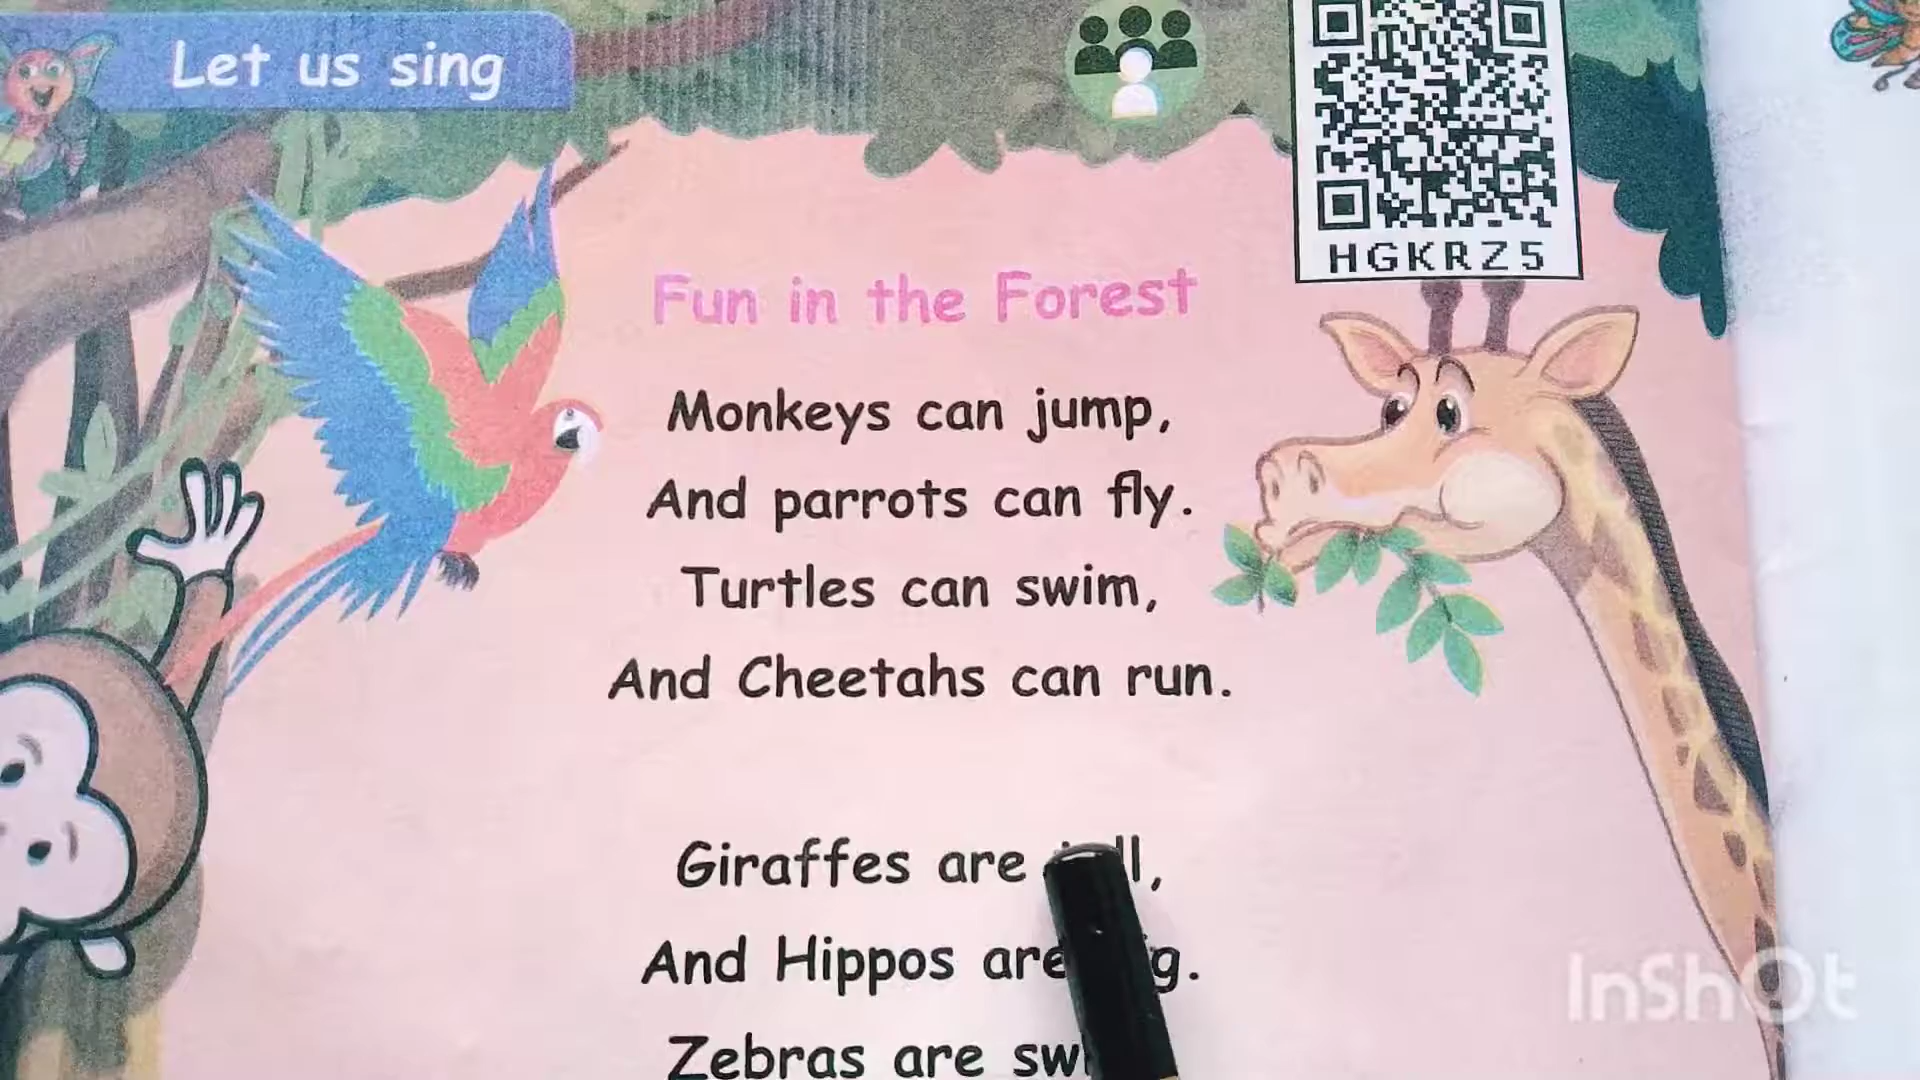 Let us sing
HGKRZ5
Fun in the Forest
Monkeys can jump,
And parrots can fly.
Turtles can swim,
And Cheetahs can run.
Giraffes are
And Hippos are
Zebras are
InShOt